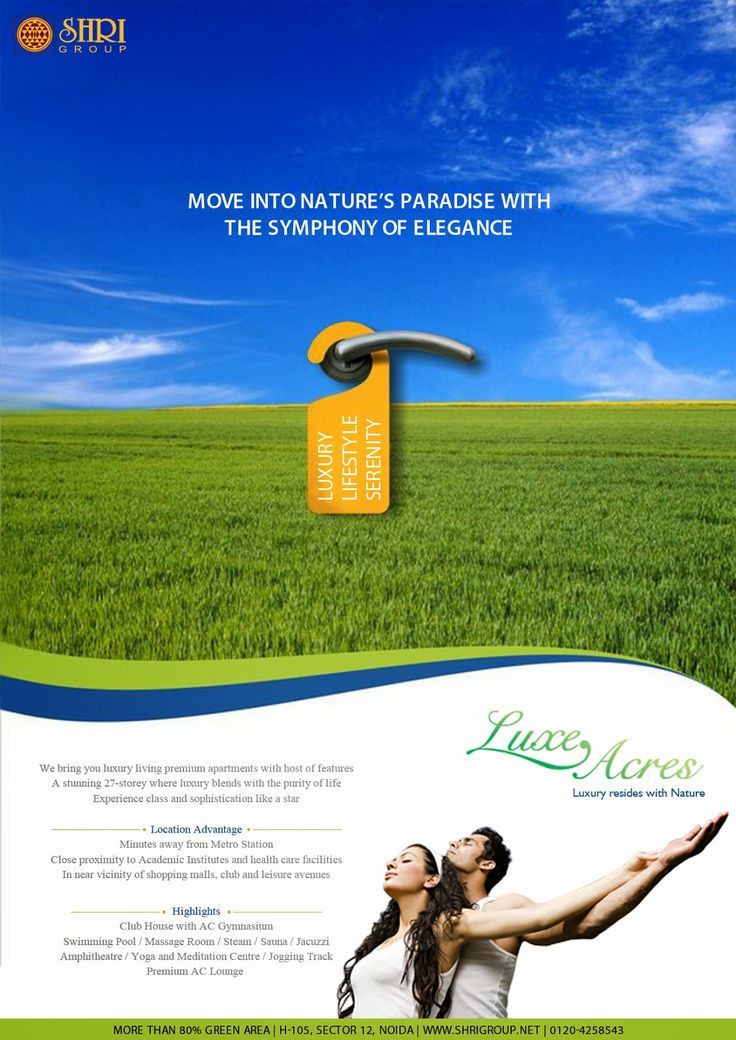 SHRI
GROUP
MOVE INTO NATURE'S PARADISE WITH
THE SYMPHONY OF ELEGANCE
LUXURY
LIFESTYLE
SERENITY
Luxe Acres
Luxury resides with Nature
We bring you luxury living premium apartments with host of features
A stunning 27-storey where luxury blends with the purity of life
Experience class and sophistication like a star
Location Advantage
Minutes away from Metro Station
Close proximity to Academic Institutes and health care facilities
In near vicinity of shopping malls, club and leisure avenues
Highlights
Club House with AC Gymnasium
Swimming Pool / Massage Room / Steam / Sauna / Jacuzzi
Amphitheatre / Yoga and Meditation Centre / Jogging Track
Premium AC Lounge
MORE THAN 80% GREEN AREA | H-105, SECTOR 12, NOIDA | WWW.SHRIGROUP.NET | 0120-4258543